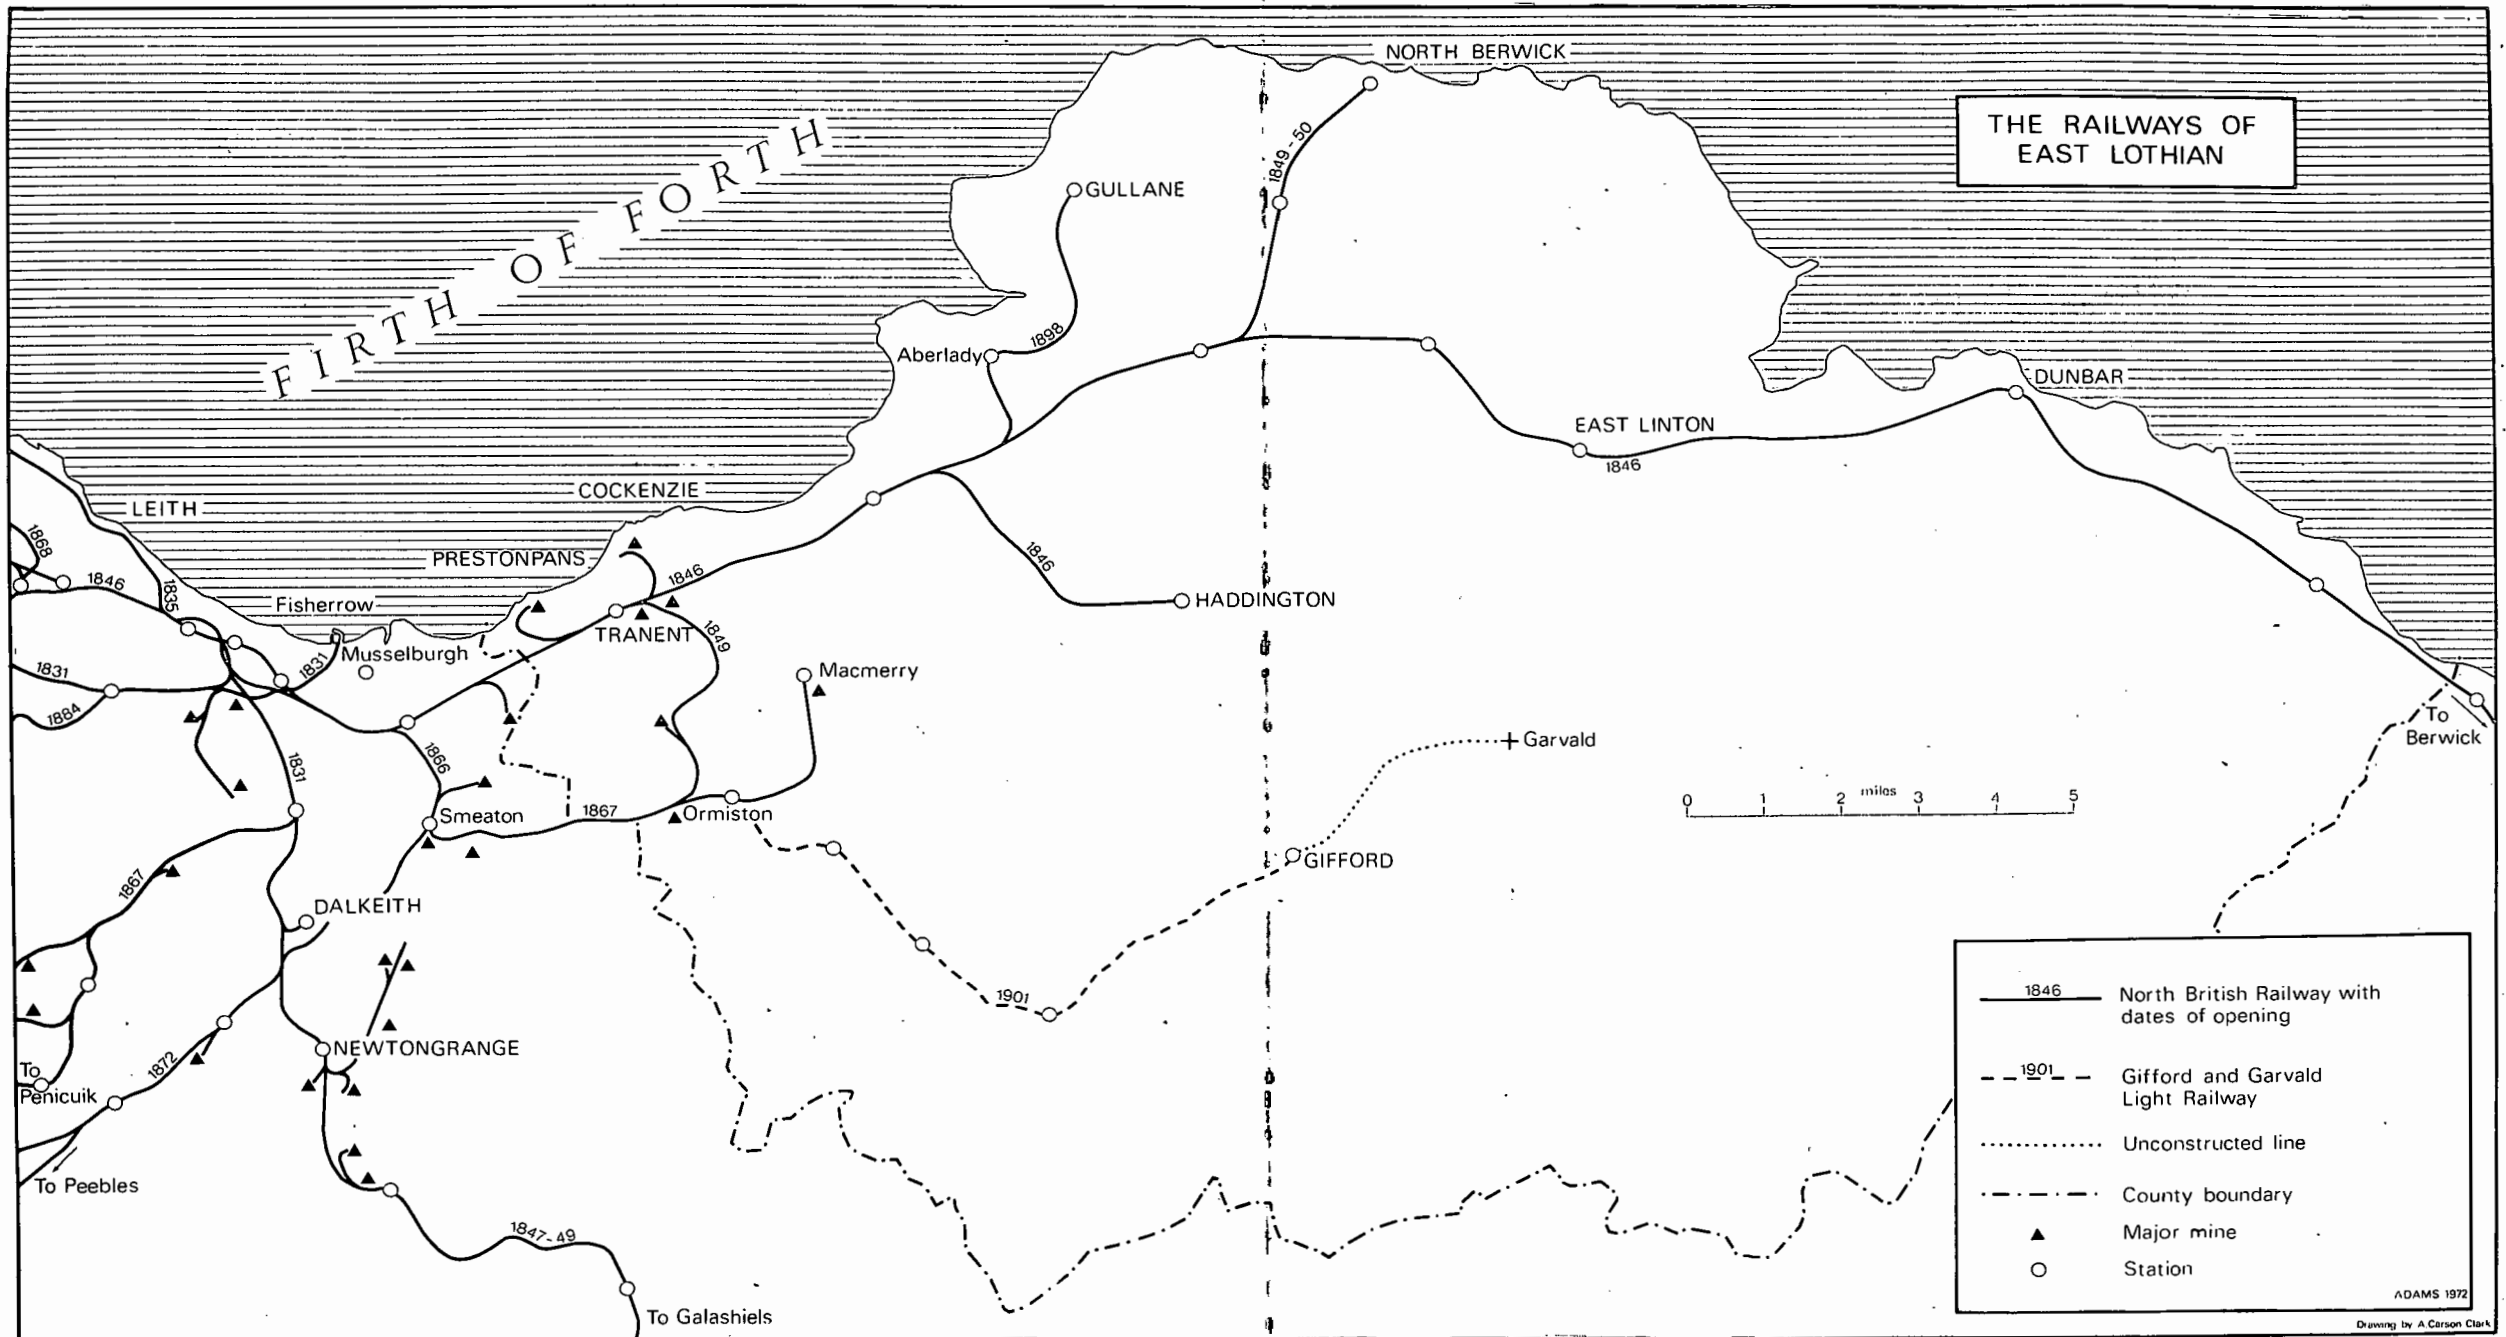 NORTH BERWICK
THE RAILWAYS OF
EAST LOTHIAN
FIRTH OF FORTH
1849-50
GULLANE
1898
Aberlady
DUNBAR
EAST LINTON
1846
COCKENZIE
LEITH
1868
PRESTONPANS
1846
1846
1846
1835
Fisherrow
HADDINGTON
TRANENT
1849
Musselburgh
1831
1831
Macmerry
1884
To
Berwick
Garvald
1866
1831
0 1 2 miles 3 4 5
Smeaton
1867
Ormiston
GIFFORD
1867
DALKEITH
1901
NEWTONGRANGE
1872
To
Penicuik
To Peebles
1847-49
To Galashiels
1846
North British Railway with
dates of opening
1901
Gifford and Garvald
Light Railway
Unconstructed line
County boundary
Major mine
Station
ADAMS 1972
Drawing by A.Carson Clark